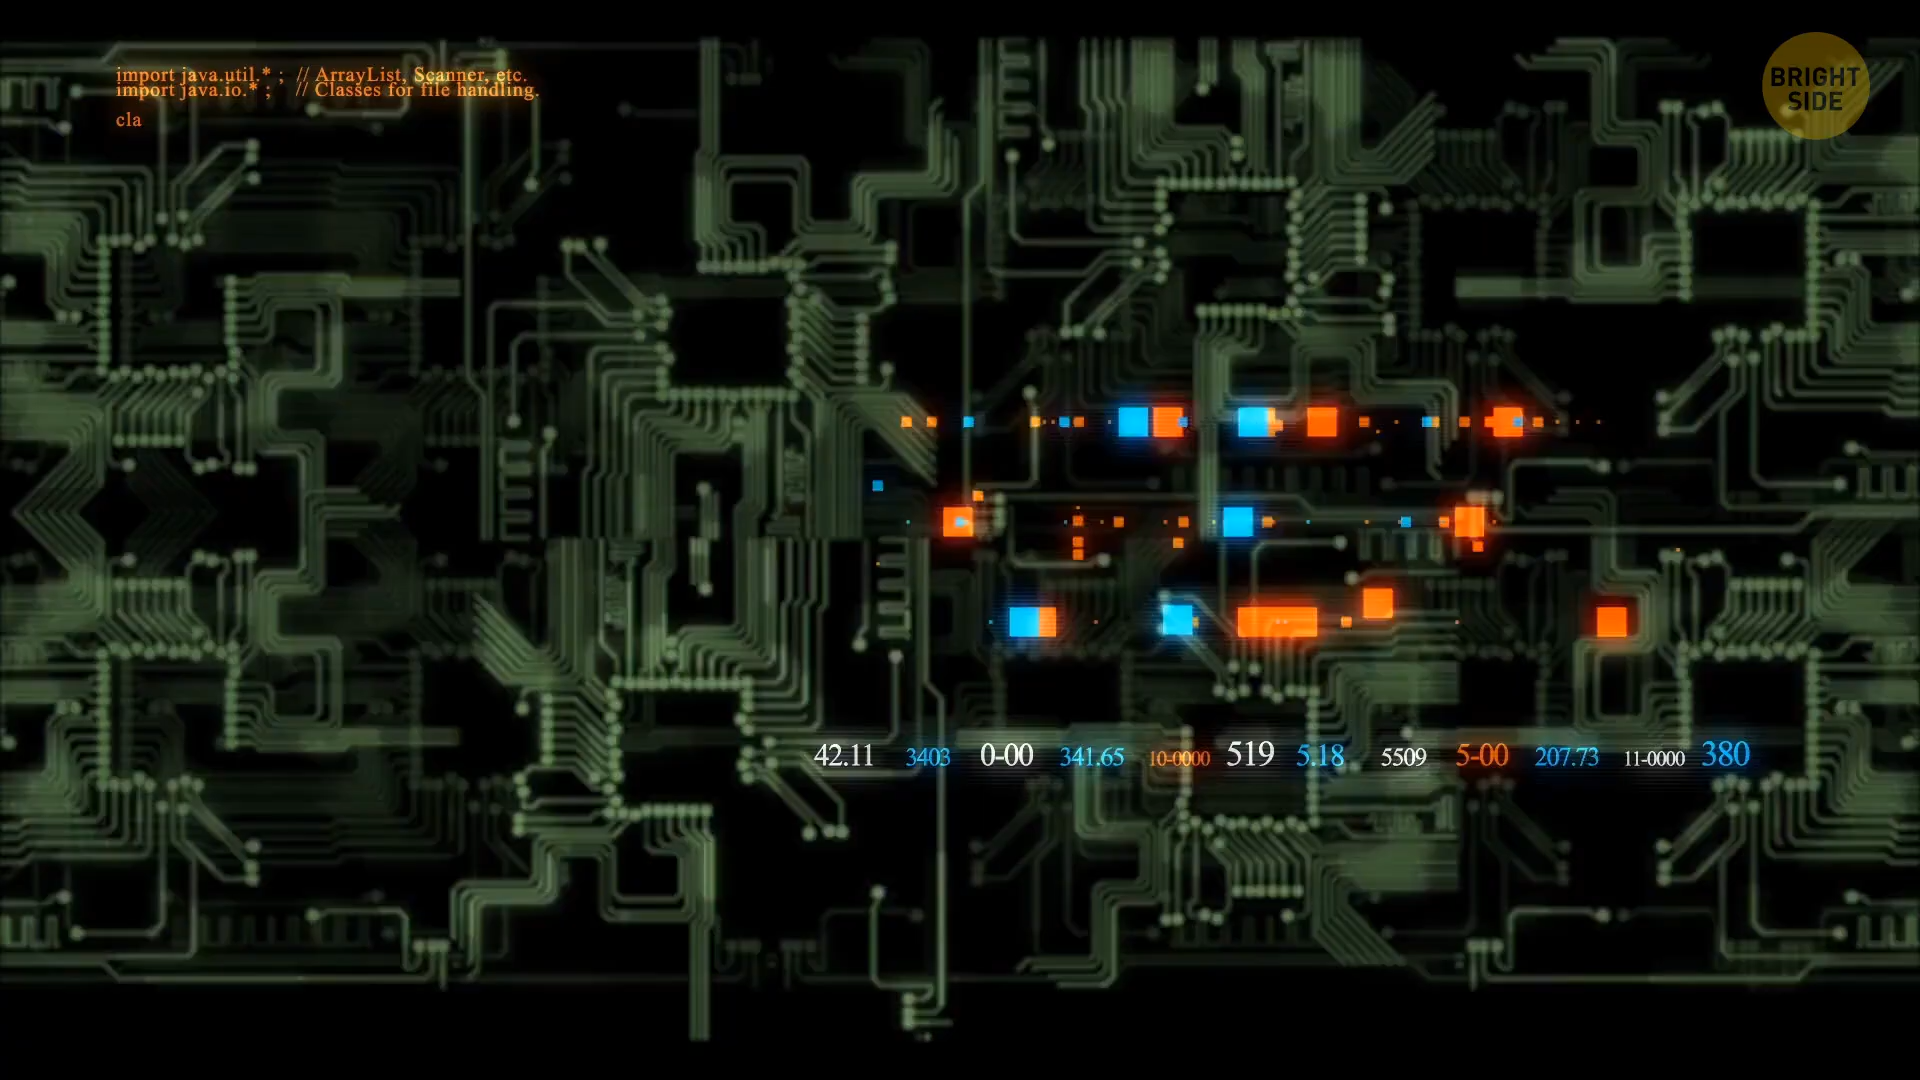 import java.util.* ;  // ArrayList, Scanner, etc.
import java.io.* ;  // Classes for file handling.
cla
BRIGHT
SIDE
42.11 3403 0-00 341.65 10-0000 519 5.18 5509 5-00 207.73 11-0000 380